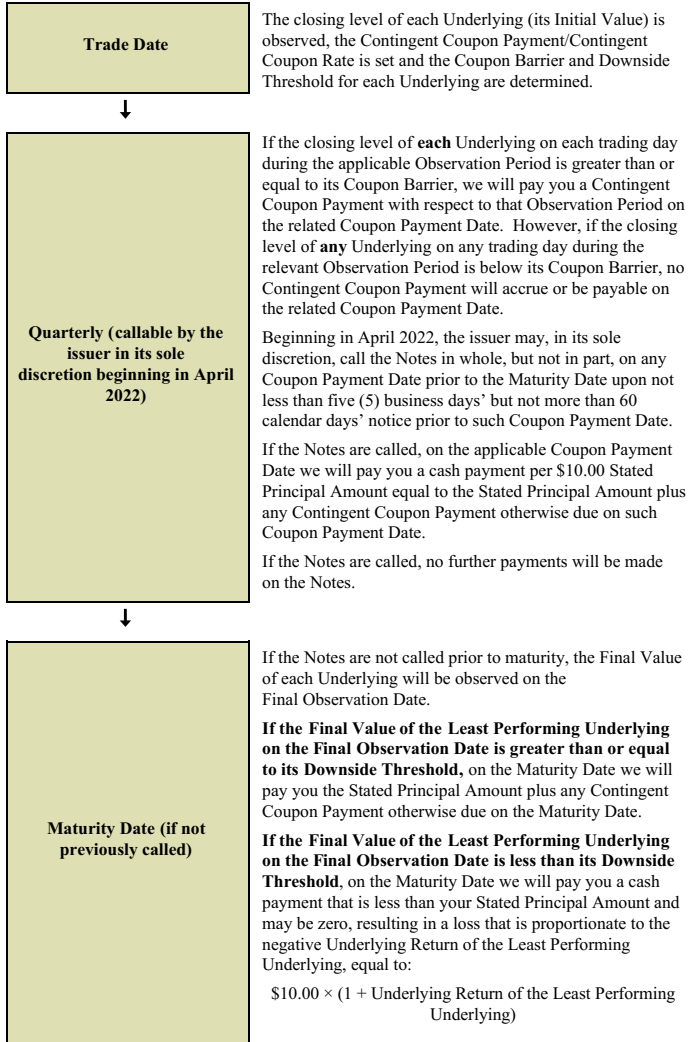 Trade Date
The closing level of each Underlying (its Initial Value) is
observed, the Contingent Coupon Payment/Contingent
Coupon Rate is set and the Coupon Barrier and Downside
Threshold for each Underlying are determined.
Quarterly (callable by the
issuer in its sole
discretion beginning in April
2022)
If the closing level of each Underlying on each trading day
during the applicable Observation Period is greater than or
equal to its Coupon Barrier, we will pay you a Contingent
Coupon Payment with respect to that Observation Period on
the related Coupon Payment Date. However, if the closing
level of any Underlying on any trading day during the
relevant Observation Period is below its Coupon Barrier, no
Contingent Coupon Payment will accrue or be payable on
the related Coupon Payment Date.
Beginning in April 2022, the issuer may, in its sole
discretion, call the Notes in whole, but not in part, on any
Coupon Payment Date prior to the Maturity Date upon not
less than five (5) business days’ but not more than 60
calendar days’ notice prior to such Coupon Payment Date.
If the Notes are called, on the applicable Coupon Payment
Date we will pay you a cash payment per $10.00 Stated
Principal Amount equal to the Stated Principal Amount plus
any Contingent Coupon Payment otherwise due on such
Coupon Payment Date.
If the Notes are called, no further payments will be made
on the Notes.
Maturity Date (if not
previously called)
If the Notes are not called prior to maturity, the Final Value
of each Underlying will be observed on the
Final Observation Date.
If the Final Value of the Least Performing Underlying
on the Final Observation Date is greater than or equal
to its Downside Threshold, on the Maturity Date we will
pay you the Stated Principal Amount plus any Contingent
Coupon Payment otherwise due on the Maturity Date.
If the Final Value of the Least Performing Underlying
on the Final Observation Date is less than its Downside
Threshold, on the Maturity Date we will pay you a cash
payment that is less than your Stated Principal Amount and
may be zero, resulting in a loss that is proportionate to the
negative Underlying Return of the Least Performing
Underlying, equal to:
$10.00 × (1 + Underlying Return of the Least Performing
Underlying)